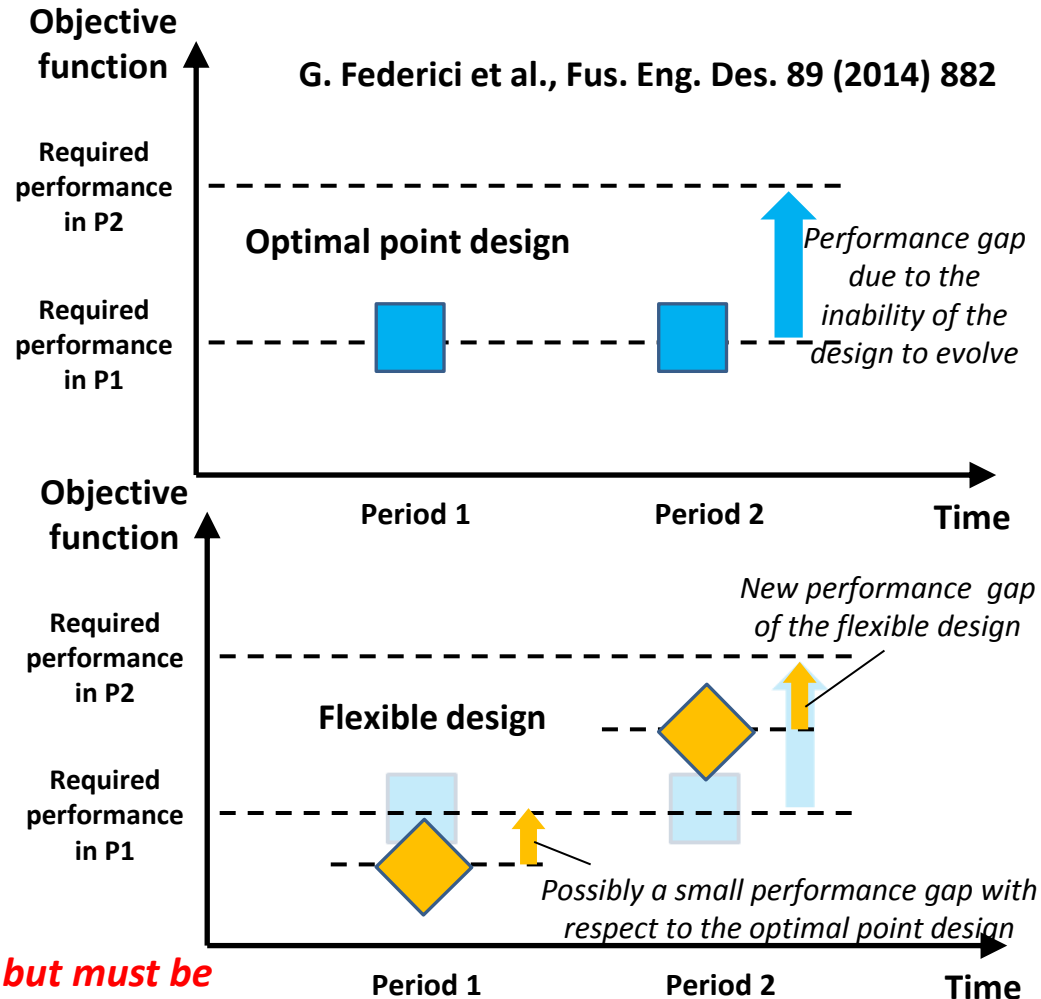 Objective
function
G. Federici et al., Fus. Eng. Des. 89 (2014) 882
Required
performance
in P2
Optimal point design
Performance gap
due to the
inability of the
design to evolve
Required
performance
in P1
Period 1
Period 2
Time
Objective
function
New performance gap
of the flexible design
Required
performance
in P2
Flexible design
Required
performance
in P1
Possibly a small performance gap with
respect to the optimal point design
but must be
Period 1
Period 2
Time